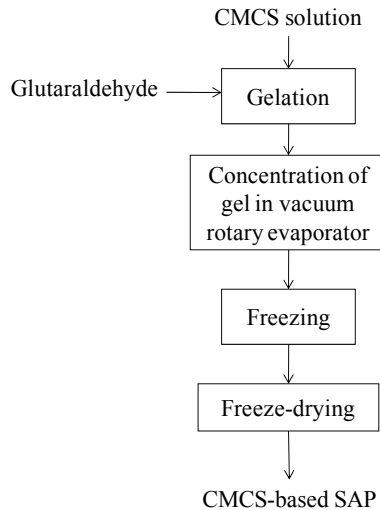 CMCS solution
Glutaraldehyde
Gelation
Concentration of
gel in vacuum
rotary evaporator
Freezing
Freeze-drying
CMCS-based SAP